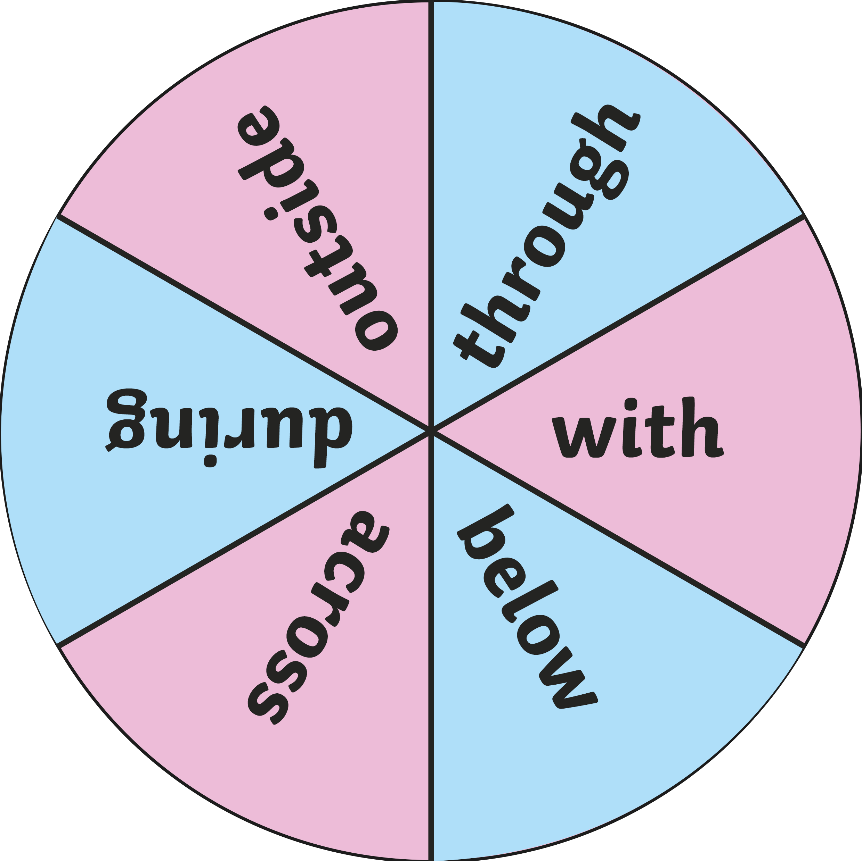 through
with
below
across
during
outside